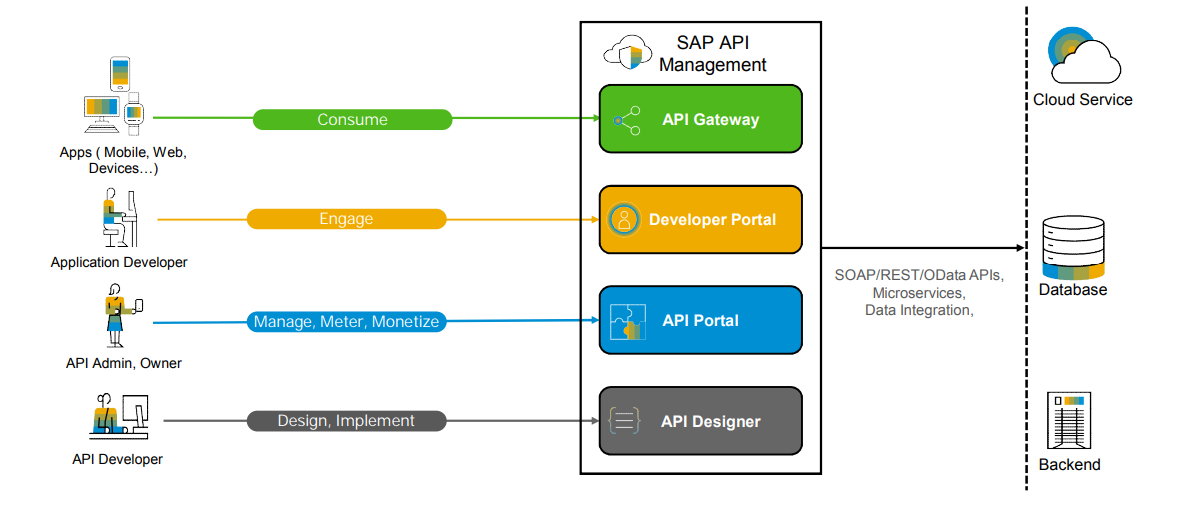 SAP API
Management
Cloud Service
Consume
API Gateway
Apps ( Mobile, Web,
Devices…)
Engage
Developer Portal
Application Developer
SOAP/REST/OData APIs,
Microservices,
Data Integration,
Database
Manage, Meter, Monetize
API Portal
API Admin, Owner
Design, Implement
API Designer
API Developer
Backend